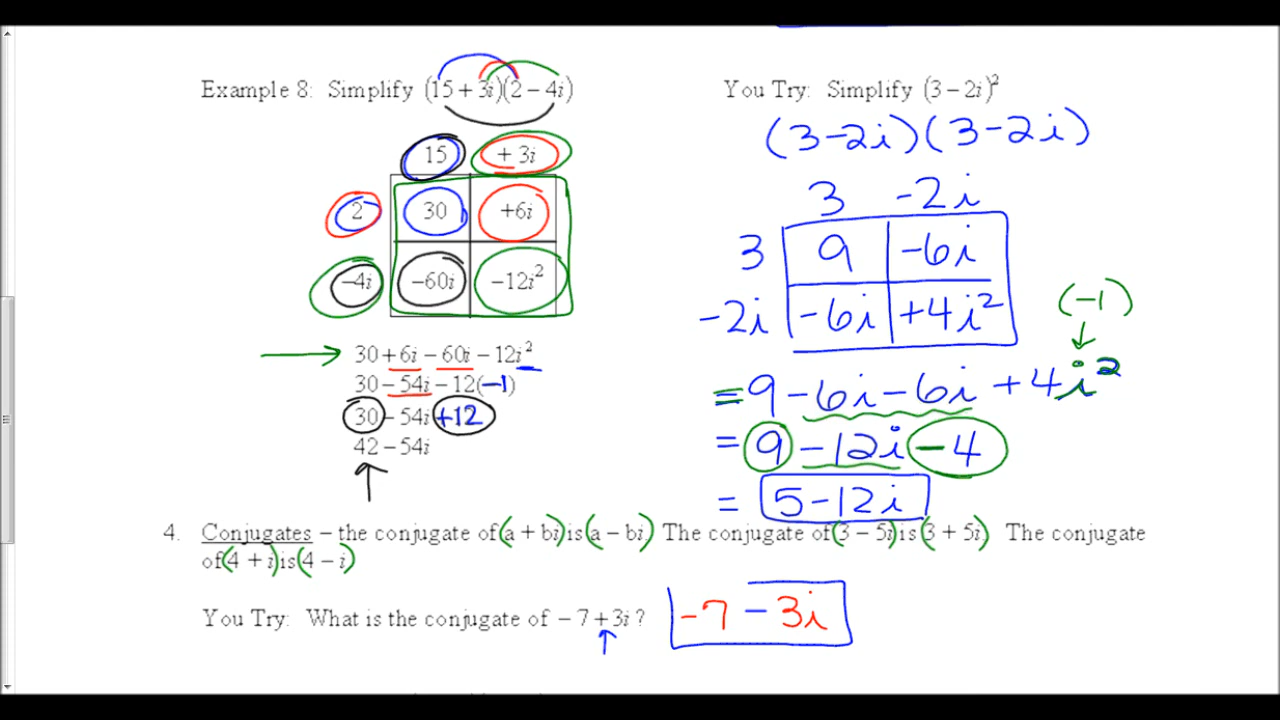 Example 8: Simplify (15 + 3i)(2 − 4i)
15 + 3i
2 30 +6i
−4i −60i −12i²
30 + 6i − 60i − 12i²
30 − 54i − 12(−1)
30 − 54i +12
42 − 54i
You Try: Simplify (3 − 2i)²
(3-2i)(3-2i)
3 -2i
3 9 -6i
-2i -6i +4i²
(-1)
= 9 - 6i - 6i + 4i²
= 9 - 12i - 4
= 5 - 12i
4. Conjugates – the conjugate of (a + bi) is (a − bi) The conjugate of (3 − 5i) is (3 + 5i) The conjugate
of (4 + i) is (4 − i)
You Try: What is the conjugate of − 7 + 3i ? -7 - 3i